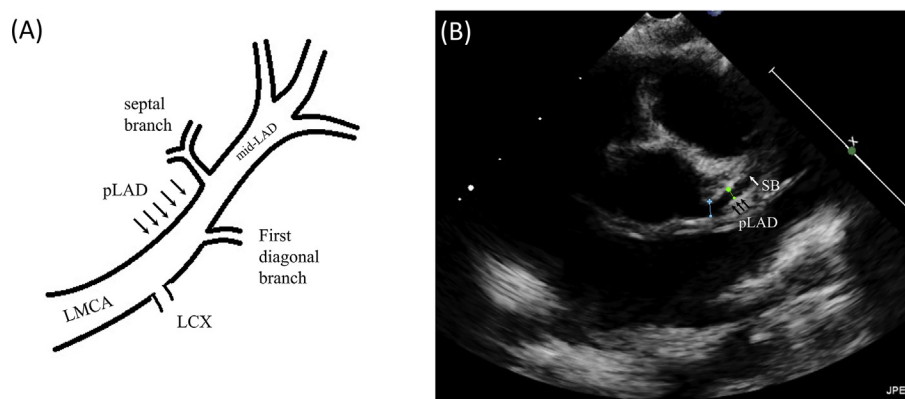 (A)
septal
branch
pLAD
mid-LAD
First
diagonal
branch
LMCA
LCX
(B)
X
SB
pLAD
JPE